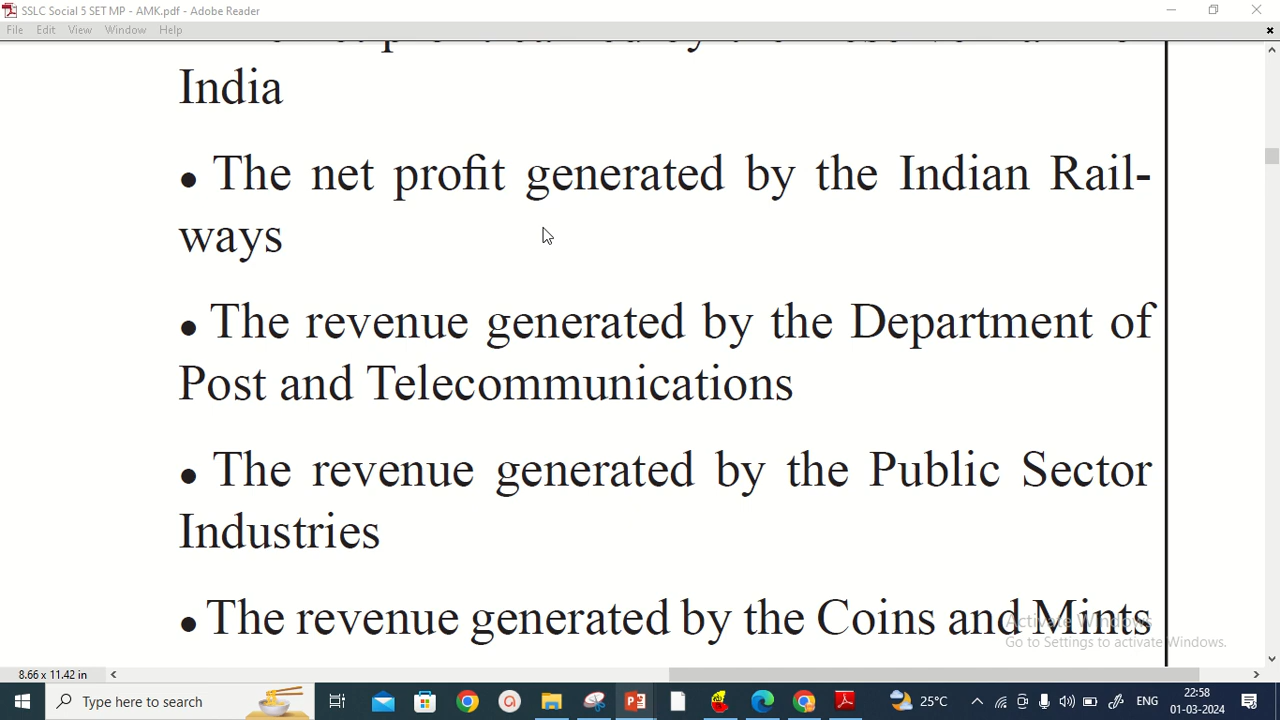 SSLC Social 5 SET MP - AMK.pdf - Adobe Reader
File Edit View Window Help
India
• The net profit generated by the Indian Rail-
ways
• The revenue generated by the Department of
Post and Telecommunications
• The revenue generated by the Public Sector
Industries
• The revenue generated by the Coins and Mints
Activate Windows
Go to Settings to activate Windows.
8.66 x 11.42 in
Type here to search
25°C
ENG
22:58
01-03-2024